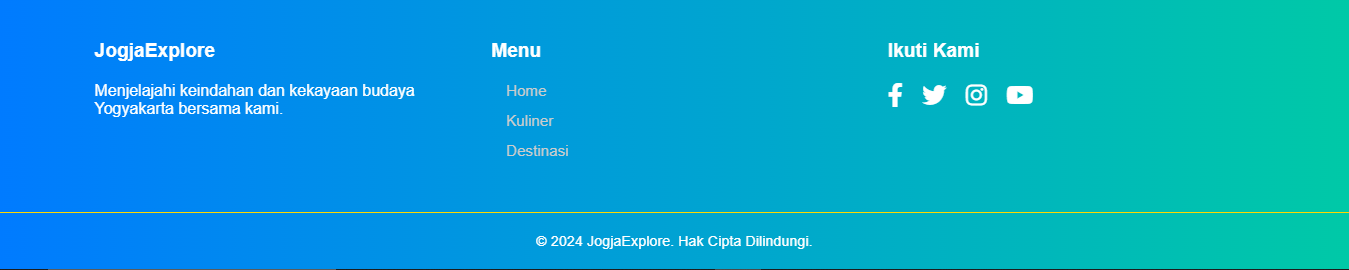 JogjaExplore
Menjelajahi keindahan dan kekayaan budaya
Yogyakarta bersama kami.
Menu
Home
Kuliner
Destinasi
Ikuti Kami
© 2024 JogjaExplore. Hak Cipta Dilindungi.